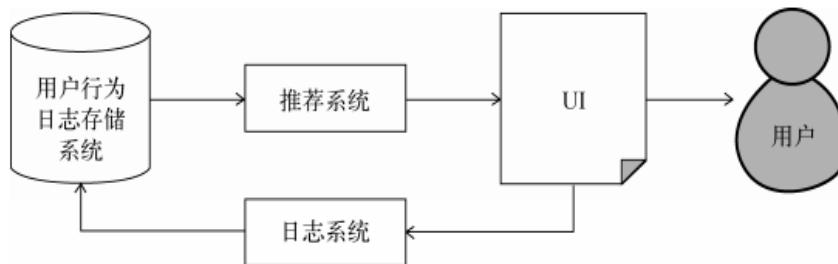 用户行为
日志存储
系统
推荐系统
UI
用户
日志系统